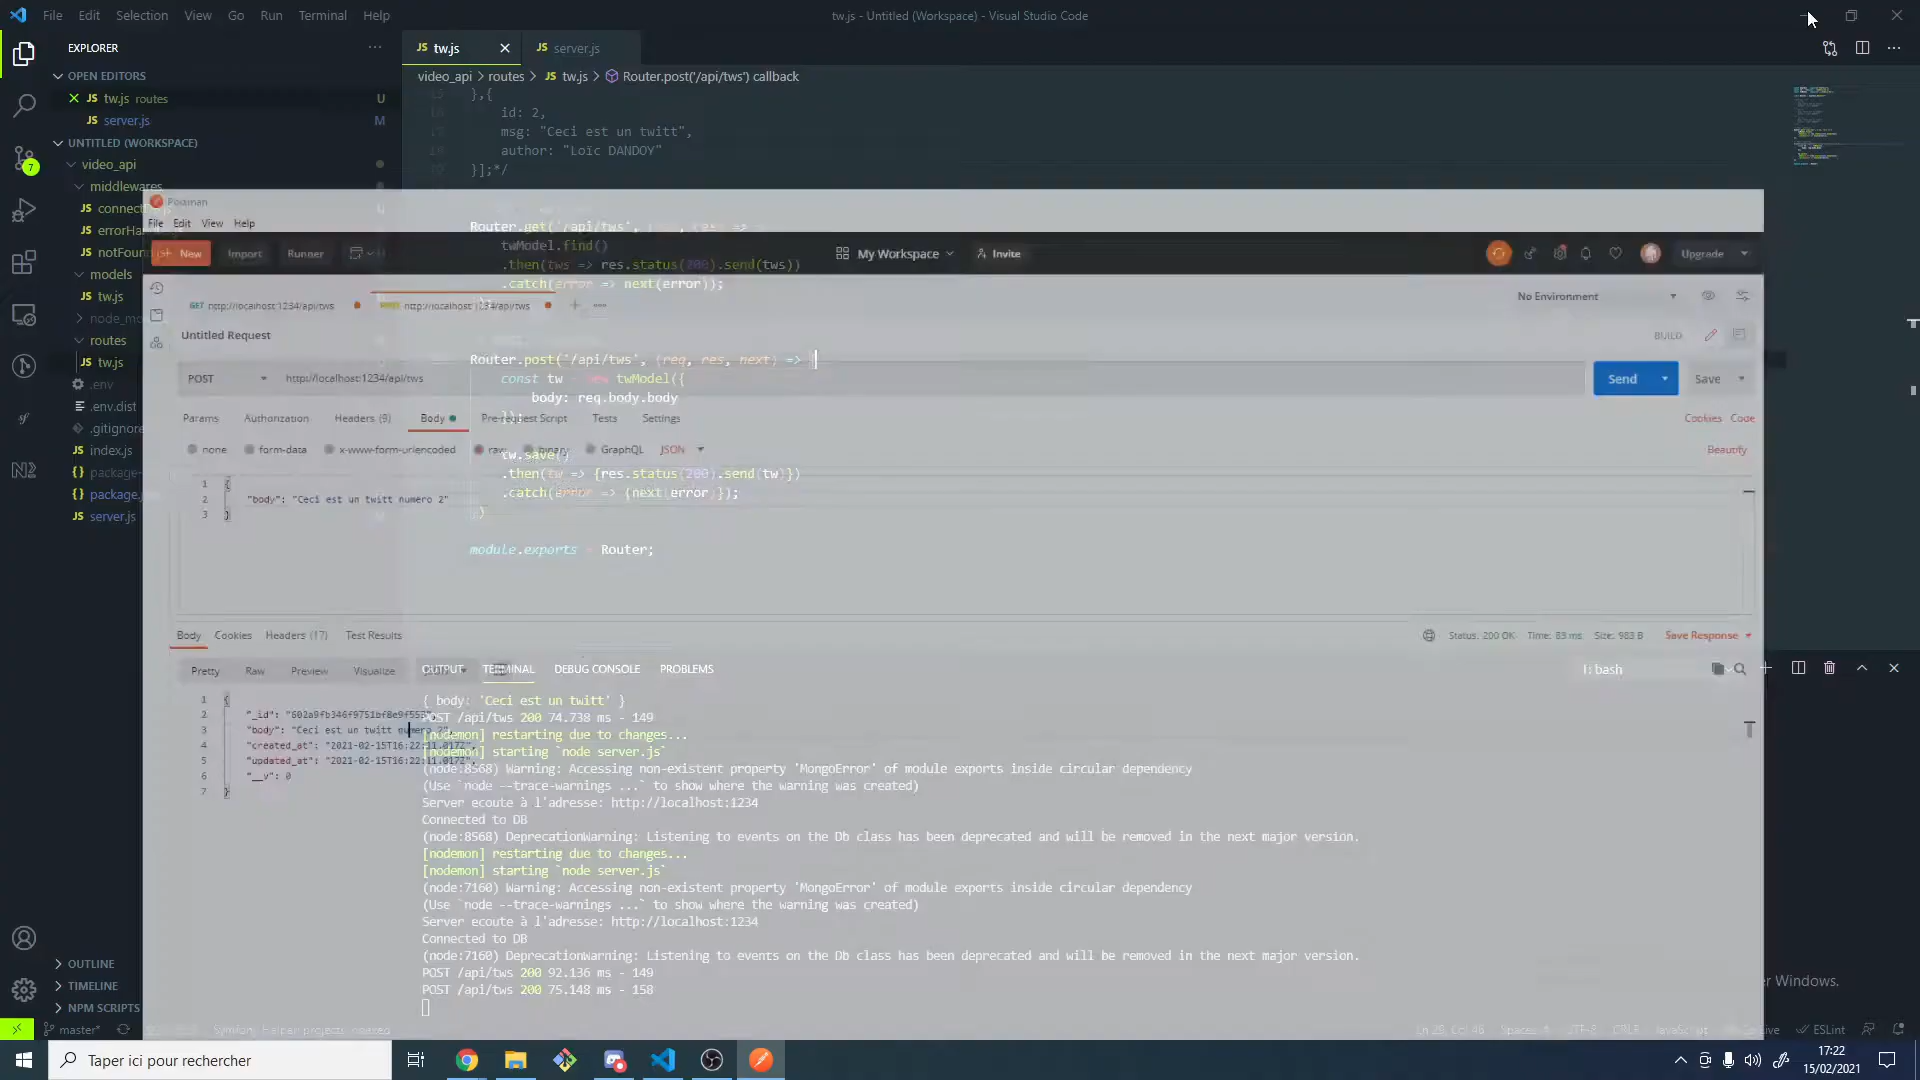 File Edit Selection View Go Run Terminal Help
tw.js - Untitled (Workspace) - Visual Studio Code
EXPLORER
OPEN EDITORS
tw.js routes U
server.js M
UNTITLED (WORKSPACE)
video_api
middlewares
models
tw.js
routes
tw.js
.env
.env.dist
.gitignore
index.js
server.js
OUTLINE
TIMELINE
NPM SCRIPTS
7
tw.js
server.js
video_api > routes > JS tw.js > Router.post('/api/tws') callback
},{
id: 2,
msg: "Ceci est un twitt",
author: "Loïc DANDOY"
}];*/
Router.get('/api/tws',
twModel.find()
.then(tws => res.status(200).send(tws))
.catch(error => next(error));
Router.post('/api/tws', (req, res, next) =>
const tw = new twModel({
body: req.body.body
});
tw.save()
.then(tw => {res.status(200).send(tw)})
.catch(error => {next(error)});
module.exports = Router;
Postman
File Edit View Help
New Import Runner
My Workspace Invite
Upgrade
GET http://localhost:1234/api/tws
http://localhost:1234/api/tws
No Environment
Untitled Request
BUILD
POST http://localhost:1234/api/tws
Send Save
Params Authorization Headers (9) Body Pre-request Script Tests Settings
Cookies Code
none form-data x-www-form-urlencoded raw binary GraphQL JSON
Beautify
1 {
2 "body": "Ceci est un twitt numero 2"
3 }
Body Cookies Headers (17) Test Results
Status: 200 OK Time: 83 ms Size: 983 B Save Response
Pretty Raw Preview Visualize
1 {
2 "_id":
3 "body": "Ceci est un twitt numero 2",
4 "created_at": "2021-02-15T16:22:11.017Z",
5 "updated_at": "2021-02-15T16:22:11.017Z",
6 "__v": 0
7 }
OUTPUT TERMINAL DEBUG CONSOLE PROBLEMS
1: bash
{ body: 'Ceci est un twitt' }
POST /api/tws 200 74.738 ms - 149
[nodemon] restarting due to changes...
[nodemon] starting `node server.js`
(node:8568) Warning: Accessing non-existent property 'MongoError' of module exports inside circular dependency
(Use `node --trace-warnings ...` to show where the warning was created)
Server ecoute à l'adresse: http://localhost:1234
Connected to DB
(node:8568) DeprecationWarning: Listening to events on the Db class has been deprecated and will be removed in the next major version.
[nodemon] restarting due to changes...
[nodemon] starting `node server.js`
(node:7160) Warning: Accessing non-existent property 'MongoError' of module exports inside circular dependency
(Use `node --trace-warnings ...` to show where the warning was created)
Server ecoute à l'adresse: http://localhost:1234
Connected to DB
(node:7160) DeprecationWarning: Listening to events on the Db class has been deprecated and will be removed in the next major version.
POST /api/tws 200 92.136 ms - 149
POST /api/tws 200 75.148 ms - 158
Windows.
master*
ESLint
Taper ici pour rechercher
17:22
15/02/2021